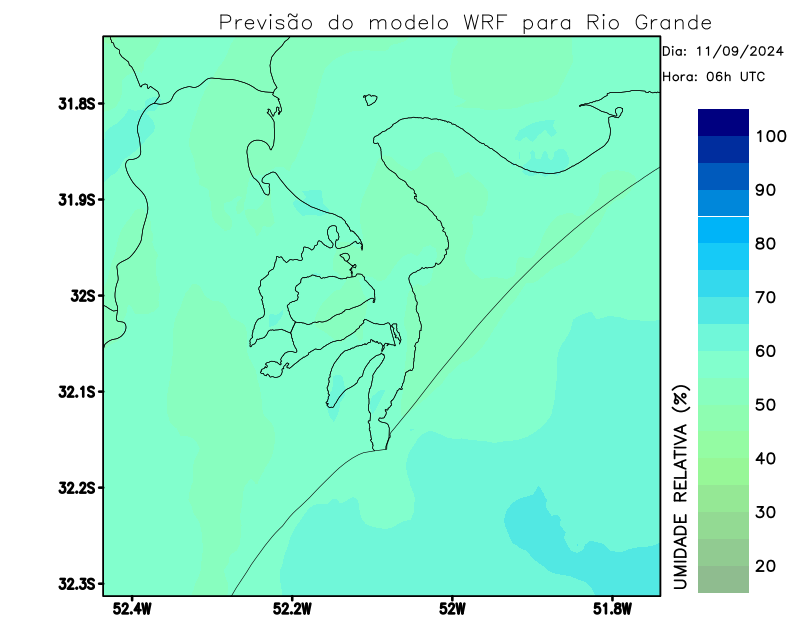 Previsão do modelo WRF para Rio Grande
Dia: 11/09/2024
Hora: 06h UTC
31.8S
31.9S
32S
32.1S
32.2S
32.3S
52.4W
52.2W
52W
51.8W
UMIDADE RELATIVA (%)
100
90
80
70
60
50
40
30
20